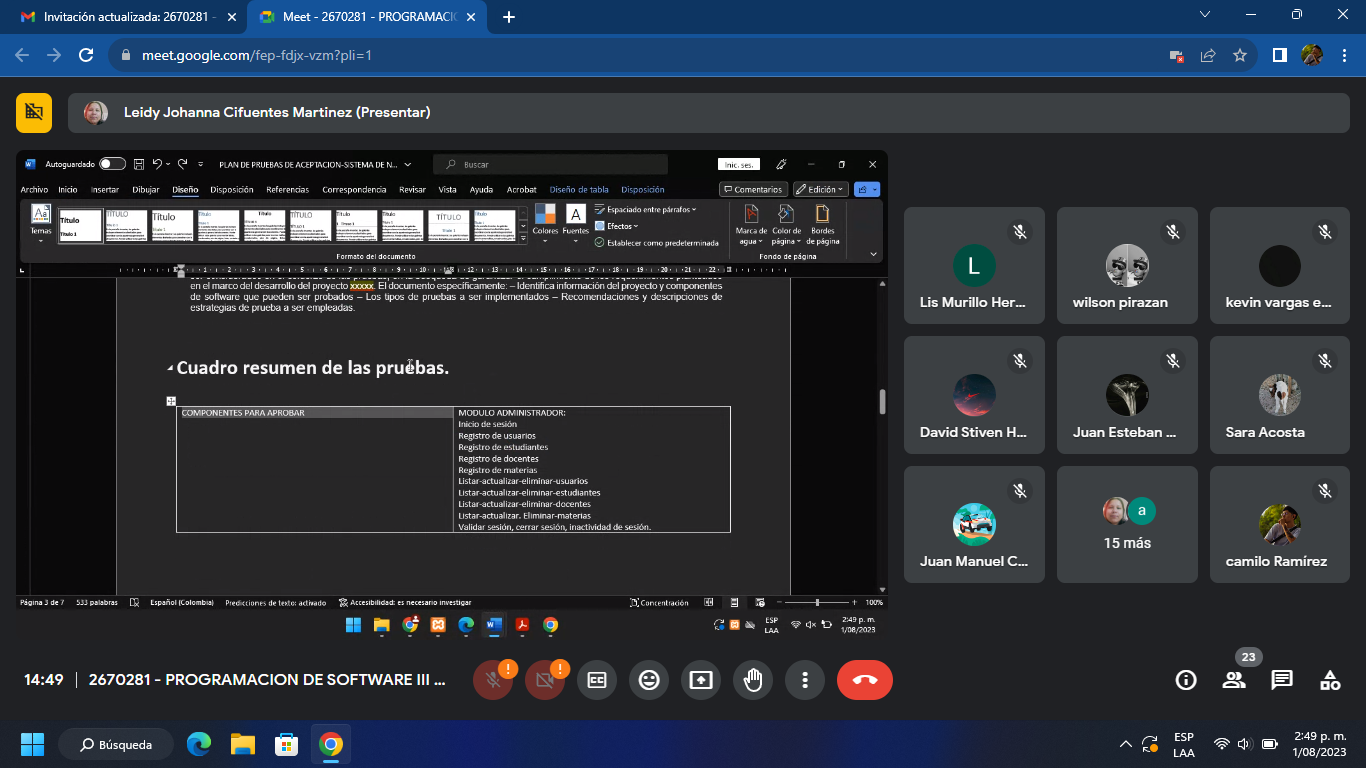 Invitación actualizada: 2670281 -
Meet - 2670281 - PROGRAMACIO
meet.google.com/fep-fdjx-vzm?pli=1
Leidy Johanna Cifuentes Martinez (Presentar)
Autoguardado
PLAN DE PRUEBAS DE ACEPTACION-SISTEMA DE N...
Buscar
Inic. ses.
Archivo Inicio Insertar Dibujar Diseño Disposición Referencias Correspondencia Revisar Vista Ayuda Acrobat Diseño de tabla Disposición
Comentarios
Edición
Temas
Colores
Fuentes
Espaciado entre párrafos
Efectos
Establecer como predeterminada
Marca de agua
Color de página
Bordes de página
Formato del documento
Fondo de página
en el marco del desarrollo del proyecto xxxxx. El documento específicamente: – Identifica información del proyecto y componentes
de software que pueden ser probados – Los tipos de pruebas a ser implementados – Recomendaciones y descripciones de
estrategias de prueba a ser empleadas.
Cuadro resumen de las pruebas.
COMPONENTES PARA APROBAR
MODULO ADMINISTRADOR:
Inicio de sesión
Registro de usuarios
Registro de estudiantes
Registro de docentes
Registro de materias
Listar-actualizar-eliminar-usuarios
Listar-actualizar-eliminar-estudiantes
Listar-actualizar-eliminar-docentes
Listar-actualizar. Eliminar-materias
Validar sesión, cerrar sesión, inactividad de sesión.
Página 3 de 7 533 palabras Español (Colombia) Predicciones de texto: activado Accesibilidad: es necesario investigar
Concentración
100%
ESP
LAA
2:49 p. m.
1/08/2023
L
Lis Murillo Her...
wilson pirazan
kevin vargas e...
David Stiven H...
Juan Esteban ...
Sara Acosta
Juan Manuel C...
a
15 más
camilo Ramírez
14:49
2670281 - PROGRAMACION DE SOFTWARE III ...
23
Búsqueda
ESP
LAA
2:49 p. m.
1/08/2023